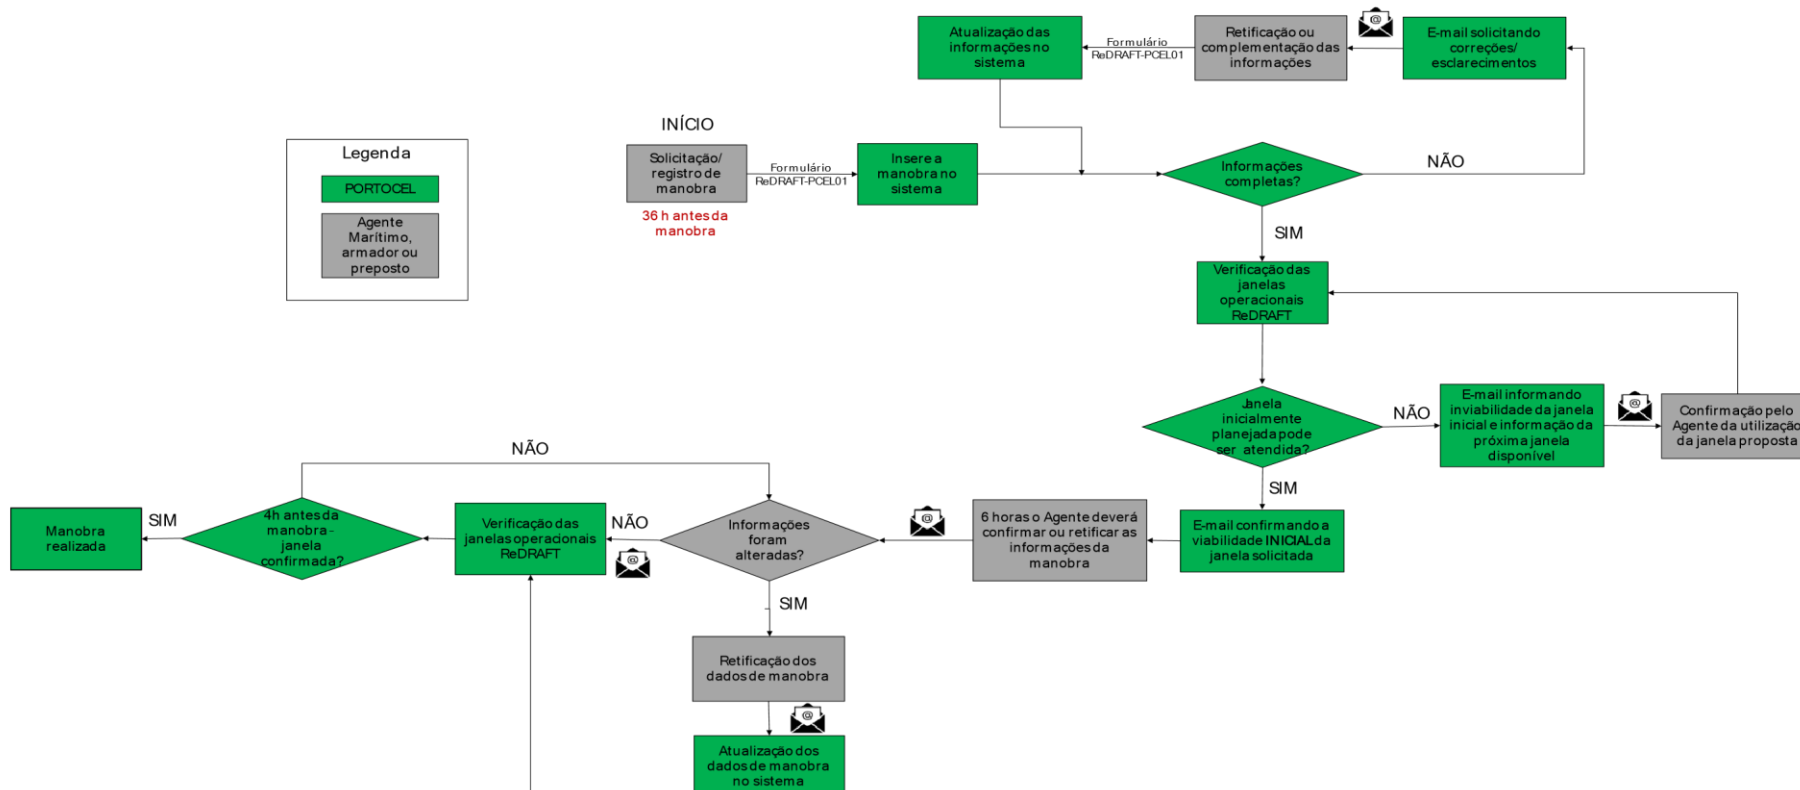 Atualização das
informações no
sistema
Formulário
ReDRAFT-PCEL01
Retificação ou
complementação das
informações
@
E-mail solicitando
correções/
esclarecimentos
INÍCIO
Legenda
PORTOCEL
Agente
Marítimo,
armador ou
preposto
Solicitação/
registro de
manobra
36 h antes da
manobra
Formulário
ReDRAFT-PCEL01
Insere a
manobra no
sistema
Informações
completas?
NÃO
SIM
Verificação das
janelas
operacionais
ReDRAFT
Janela
inicialmente
planejada pode
ser atendida?
NÃO
E-mail informando
inviabilidade da janela
inicial e informação da
próxima janela
disponível
@
Confirmação pelo
Agente da utilização
da janela proposta
SIM
E-mail confirmando a
viabilidade INICIAL da
janela solicitada
6 horas o Agente deverá
confirmar ou retificar as
informações da
manobra
@
Informações
foram
alteradas?
NÃO
@
NÃO
Verificação das
janelas operacionais
ReDRAFT
4h antes da
manobra -
janela
confirmada?
SIM
Manobra
realizada
SIM
Retificação dos
dados de manobra
@
Atualização dos
dados de manobra
no sistema